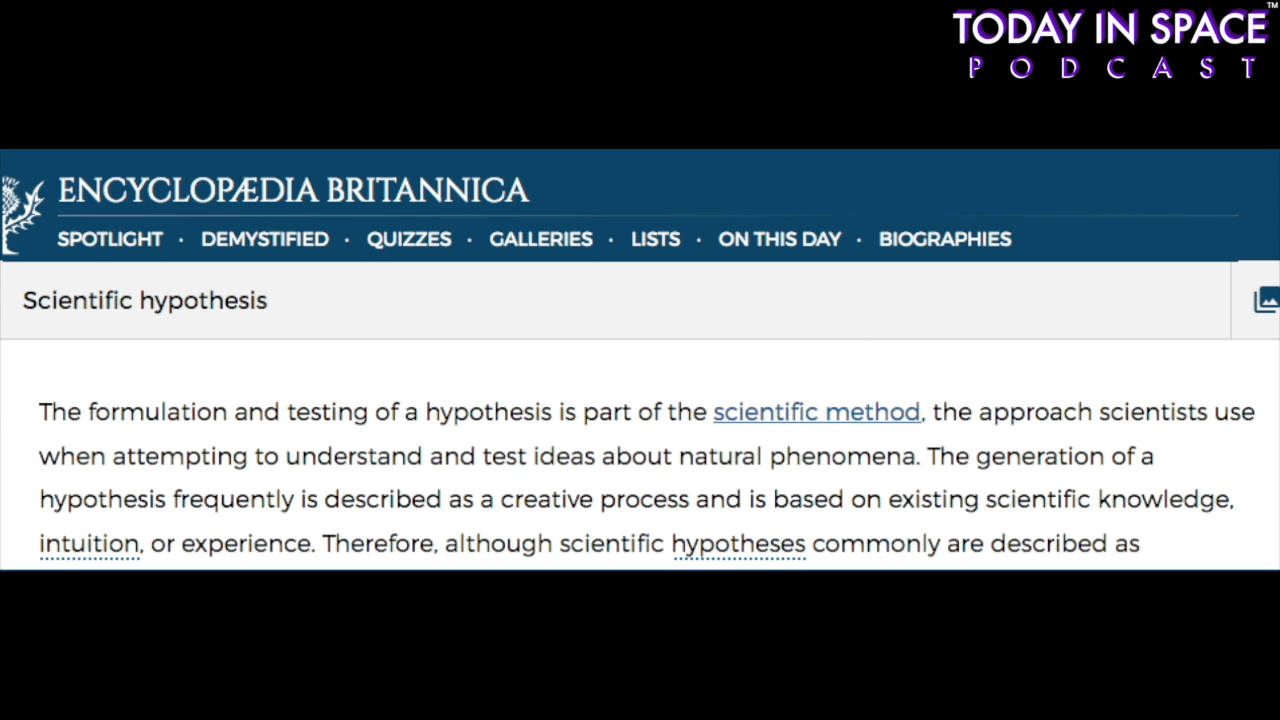 TODAY IN SPACE™
PODCAST
ENCYCLOPÆDIA BRITANNICA
SPOTLIGHT · DEMYSTIFIED · QUIZZES · GALLERIES · LISTS · ON THIS DAY · BIOGRAPHIES
Scientific hypothesis
The formulation and testing of a hypothesis is part of the scientific method, the approach scientists use
when attempting to understand and test ideas about natural phenomena. The generation of a
hypothesis frequently is described as a creative process and is based on existing scientific knowledge,
intuition, or experience. Therefore, although scientific hypotheses commonly are described as